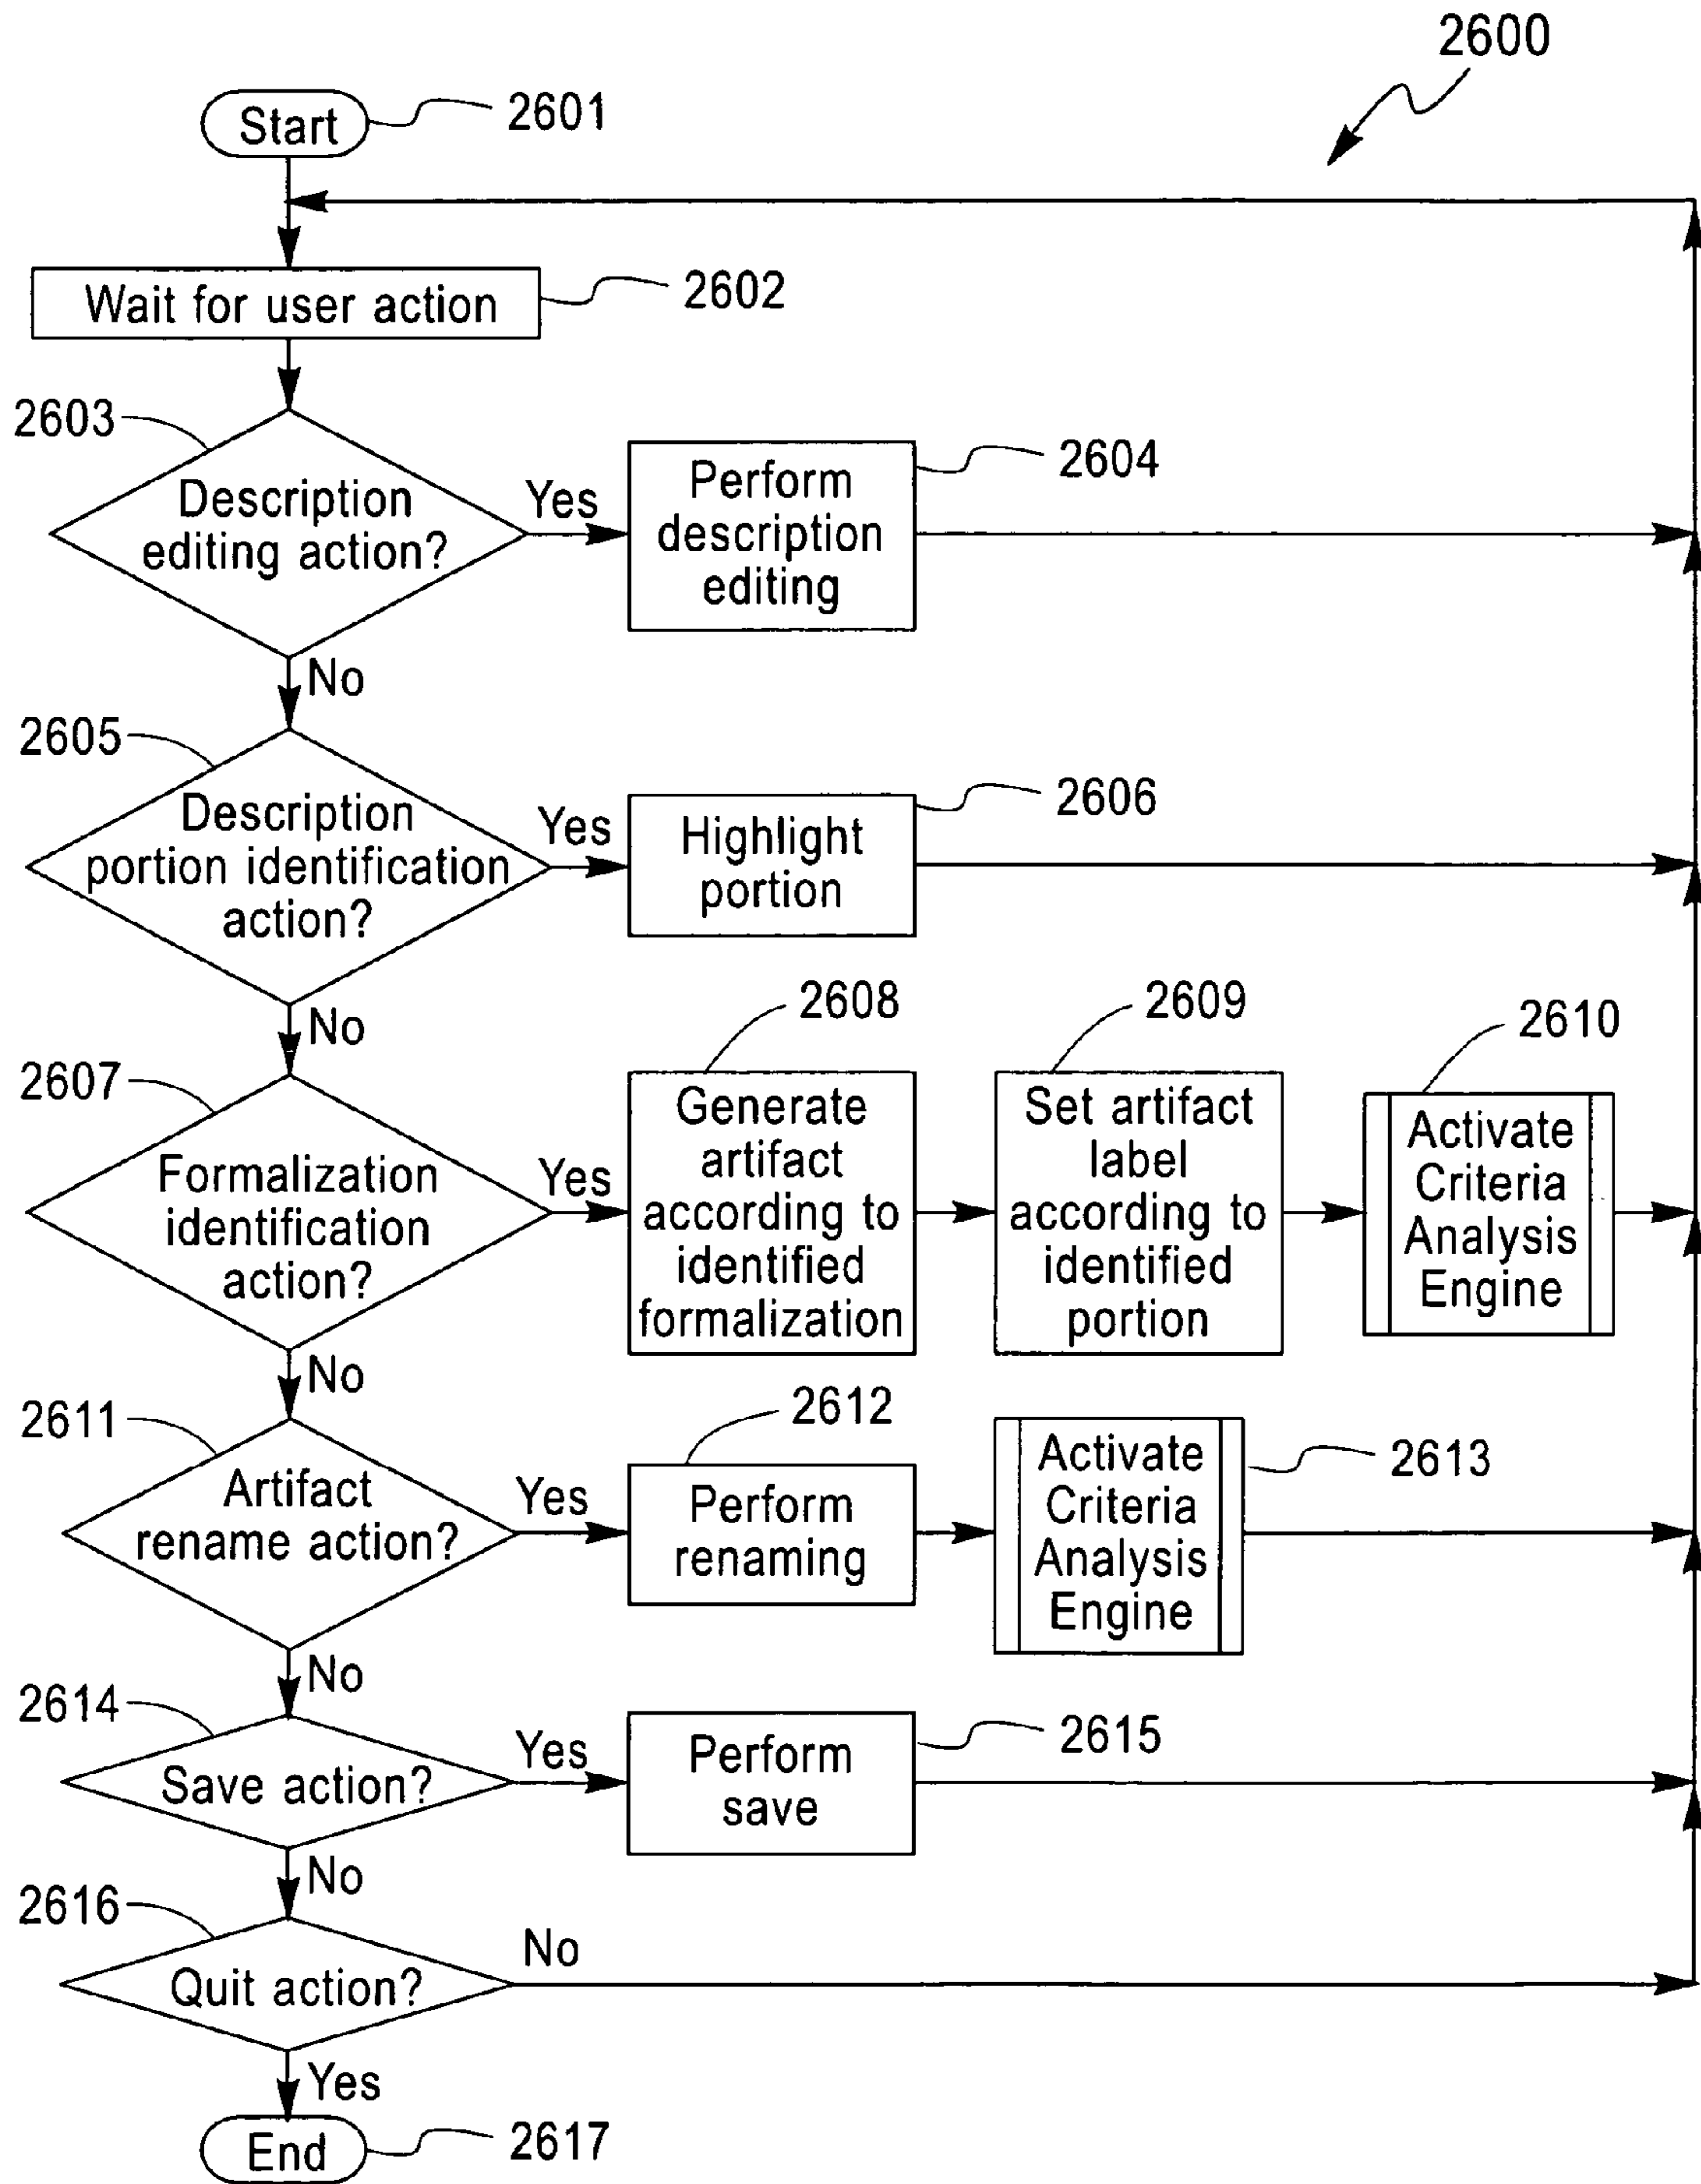 2600
Start
2601
Wait for user action
2602
2603
Description
editing action?
Yes
Perform
description
editing
2604
No
2605
Description
portion identification
action?
Yes
Highlight
portion
2606
No
2607
Formalization
identification
action?
Yes
2608
Generate
artifact
according to
identified
formalization
2609
Set artifact
label
according to
identified
portion
2610
Activate
Criteria
Analysis
Engine
No
2611
Artifact
rename action?
Yes
2612
Perform
renaming
Activate
Criteria
Analysis
Engine
2613
No
2614
Save action?
Yes
Perform
save
2615
No
2616
Quit action?
No
Yes
End
2617